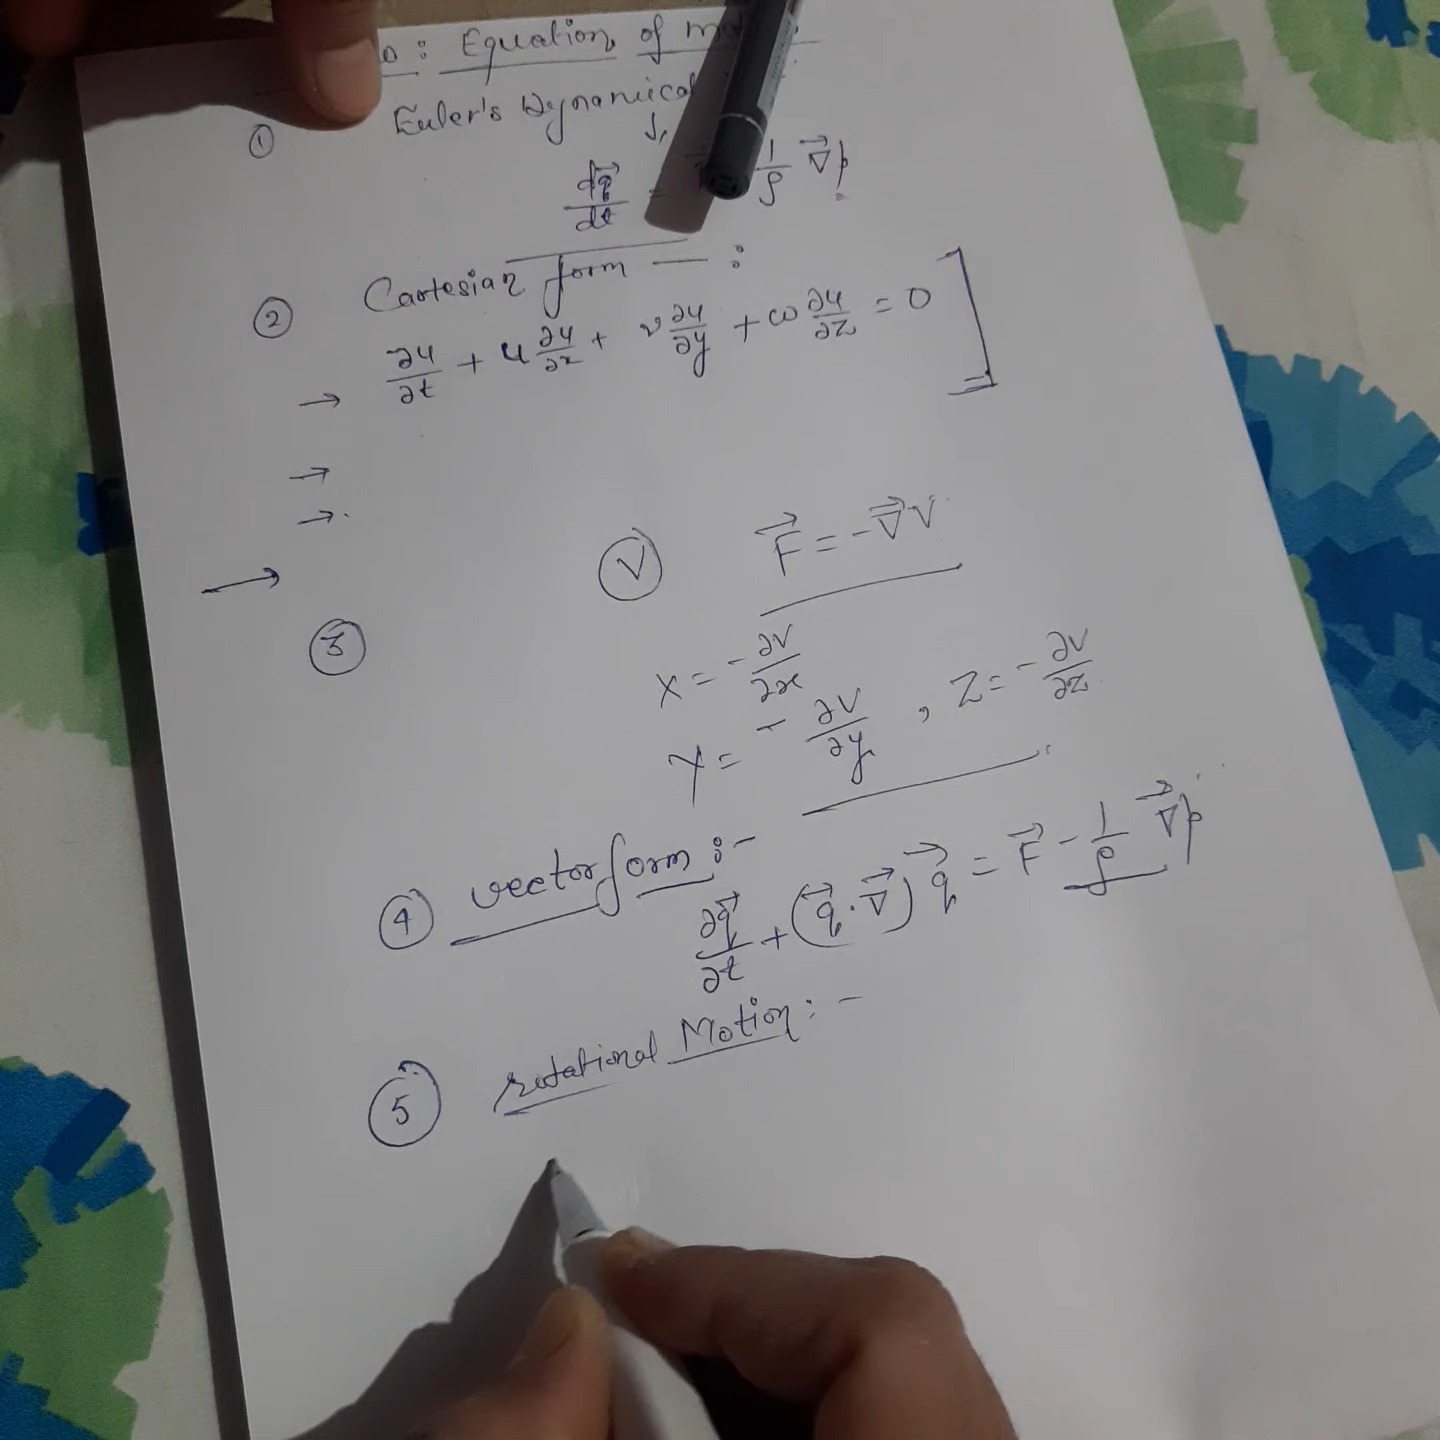 : Equation of
① Euler's Dynamical
↓
dq⃗/dt = 1/ρ ∇⃗p
② Cartesian form — :
→ ∂u/∂t + u ∂u/∂x + v ∂u/∂y + w ∂u/∂z = 0 ]
→
→
→ Ⓥ F⃗ = -∇⃗V
③
X = -∂V/∂x
Y = -∂V/∂y , Z = -∂V/∂z
④ vector form :-
∂q⃗/∂t + (q⃗.∇⃗) q⃗ = F⃗ - 1/ρ ∇⃗p
⑤ rotational Motion : -